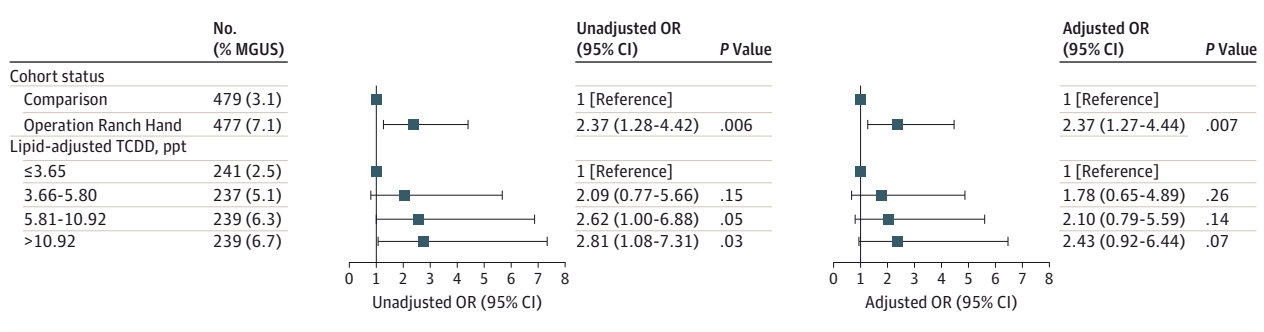 No. Unadjusted OR Adjusted OR
(% MGUS) (95% CI) P Value (95% CI) P Value
Cohort status
Comparison 479 (3.1) 1 [Reference] 1 [Reference]
Operation Ranch Hand 477 (7.1) 2.37 (1.28-4.42) .006 2.37 (1.27-4.44) .007
Lipid-adjusted TCDD, ppt
≤3.65 241 (2.5) 1 [Reference] 1 [Reference]
3.66-5.80 237 (5.1) 2.09 (0.77-5.66) .15 1.78 (0.65-4.89) .26
5.81-10.92 239 (6.3) 2.62 (1.00-6.88) .05 2.10 (0.79-5.59) .14
>10.92 239 (6.7) 2.81 (1.08-7.31) .03 2.43 (0.92-6.44) .07
0 1 2 3 4 5 6 7 8 0 1 2 3 4 5 6 7 8
Unadjusted OR (95% CI) Adjusted OR (95% CI)